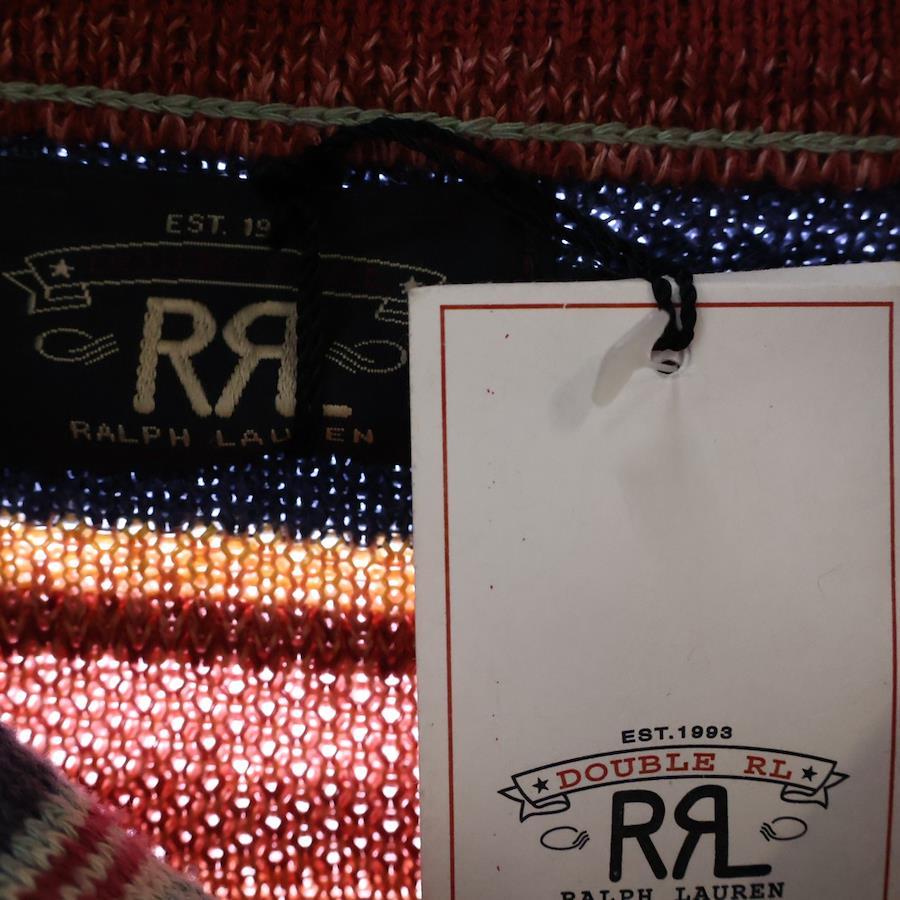 EST. 19
RRL
RALPH LAUREN
EST. 1993
DOUBLE RL
RRL
RALPH LAUREN